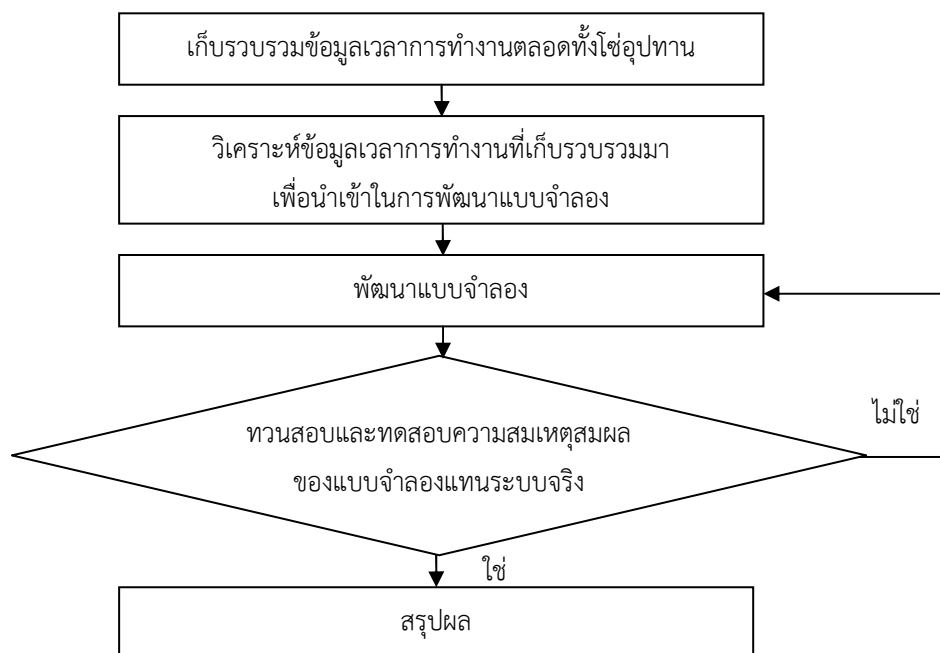 เก็บรวบรวมข้อมูลเวลาการทำงานตลอดทั้งโซ่อุปทาน
วิเคราะห์ข้อมูลเวลาการทำงานที่เก็บรวบรวมมา
เพื่อนำเข้าในการพัฒนาแบบจำลอง
พัฒนาแบบจำลอง
ไม่ใช่
ทวนสอบและทดสอบความสมเหตุสมผล
ของแบบจำลองแทนระบบจริง
ใช่
สรุปผล